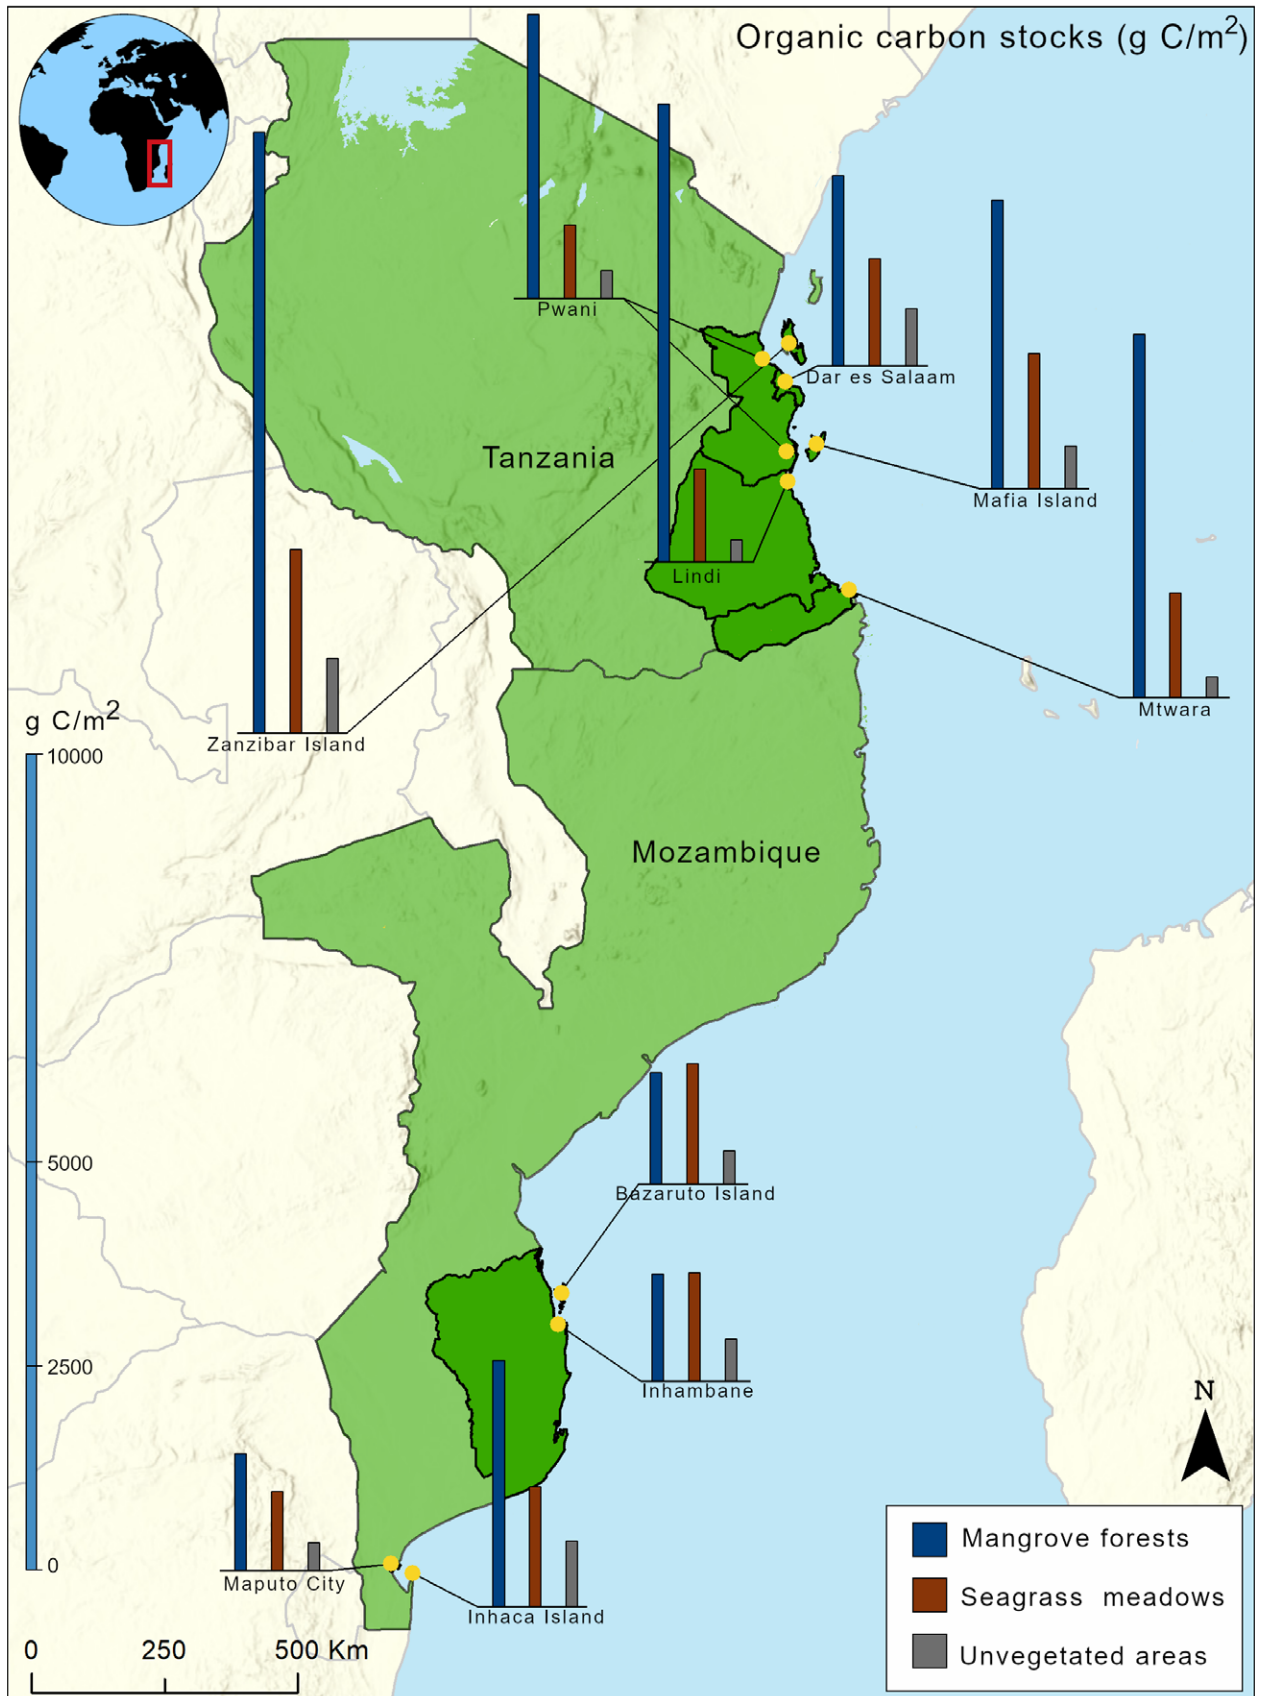 Organic carbon stocks (g C/m²)
Pwani
Dar es Salaam
Tanzania
Mafia Island
Lindi
Mtwara
Zanzibar Island
g C/m²
10000
Mozambique
5000
Bazaruto Island
2500
Inhambane
0
Maputo City
Inhaca Island
N
Mangrove forests
Seagrass meadows
Unvegetated areas
0 250 500 Km